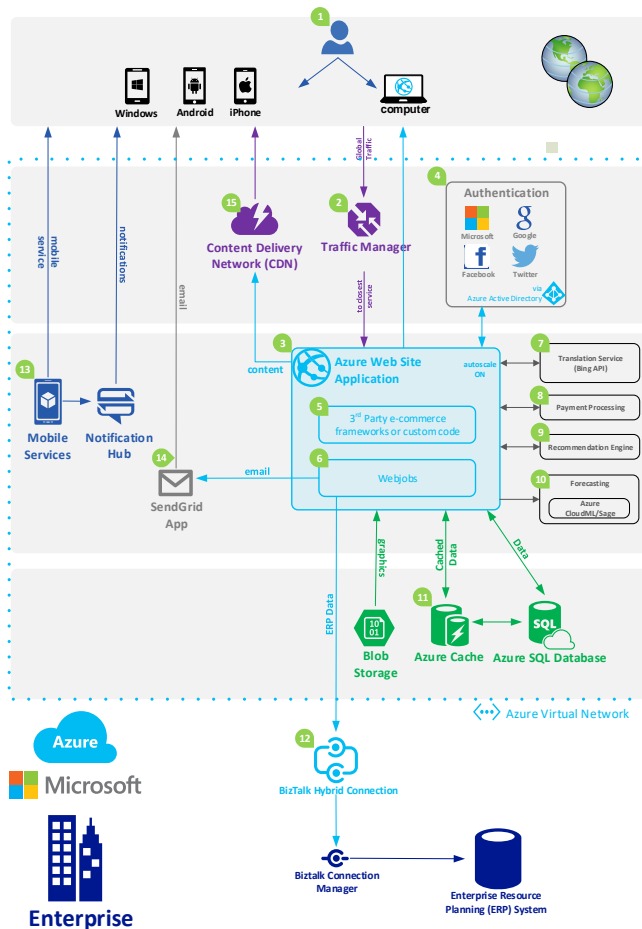 1
Windows
Android
iPhone
computer
Global
Traffic
mobile
service
notifications
email
15
Content Delivery
Network (CDN)
2
Traffic Manager
to closest
service
4
Authentication
Microsoft
g
Google
f
Facebook
Twitter
via
Azure Active Directory
content
3
Azure Web Site
Application
autoscale
ON
5
3rd Party e-commerce
frameworks or custom code
6
Webjobs
7
Translation Service
(Bing API)
8
Payment Processing
9
Recommendation Engine
10
Forecasting
Azure
CloudML/Sage
13
Mobile
Services
Notification
Hub
14
email
SendGrid
App
ERP Data
graphics
Cached
Data
Data
10
01
Blob
Storage
11
Azure Cache
SQL
Azure SQL Database
Azure Virtual Network
Azure
Microsoft
12
BizTalk Hybrid Connection
Biztalk Connection
Manager
Enterprise Resource
Planning (ERP) System
Enterprise